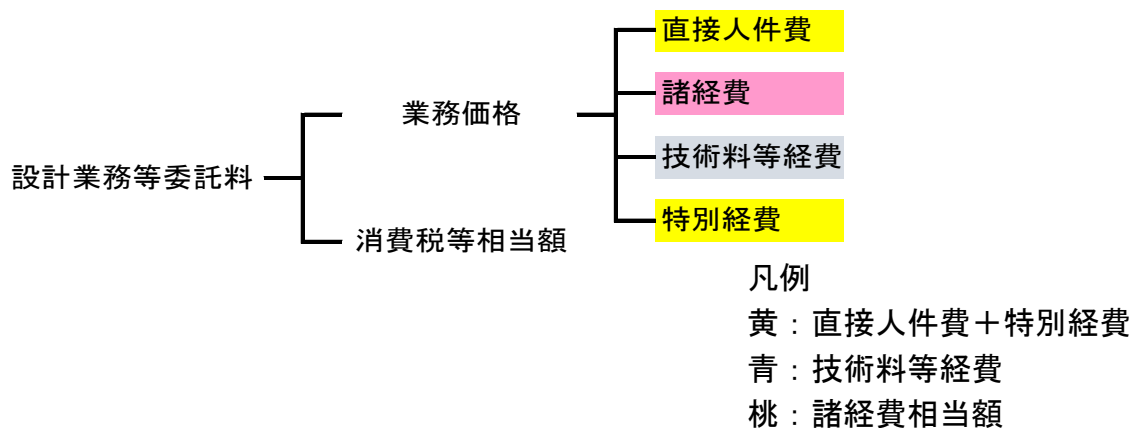 直接人件費
諸経費
業務価格
技術料等経費
設計業務等委託料
特別経費
消費税等相当額
凡例
黄：直接人件費＋特別経費
青：技術料等経費
桃：諸経費相当額